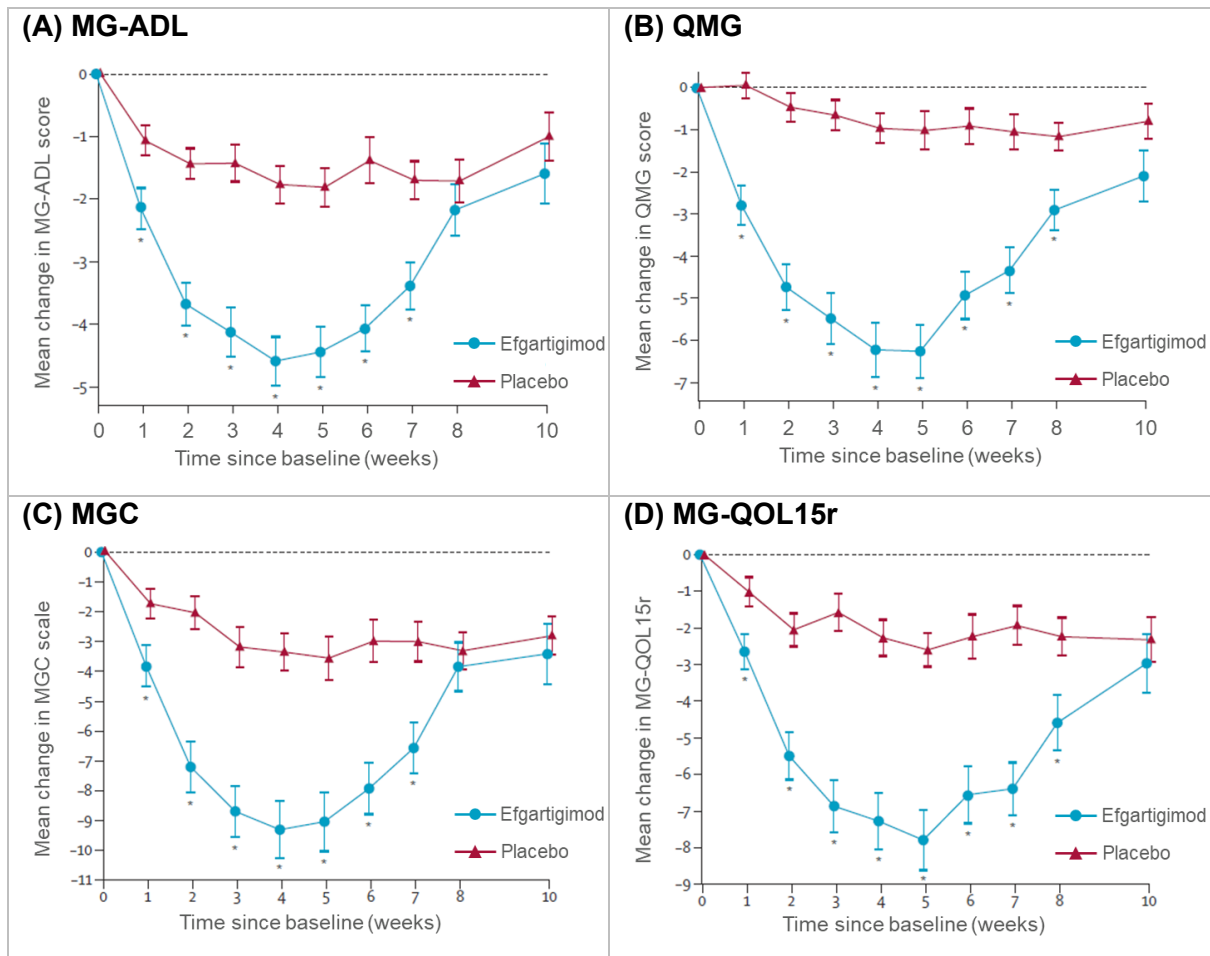 (A) MG-ADL
Mean change in MG-ADL score
0
-1
-2
-3
-4
-5
*
*
*
*
*
*
*
Efgartigimod
Placebo
0 1 2 3 4 5 6 7 8 10
Time since baseline (weeks)
(B) QMG
Mean change in QMG score
0
-1
-2
-3
-4
-5
-6
-7
*
*
*
*
*
*
*
*
Efgartigimod
Placebo
0 1 2 3 4 5 6 7 8 10
Time since baseline (weeks)
(C) MGC
Mean change in MGC scale
0
-1
-2
-3
-4
-5
-6
-7
-8
-9
-10
-11
*
*
*
*
*
*
*
Efgartigimod
Placebo
0 1 2 3 4 5 6 7 8 10
Time since baseline (weeks)
(D) MG-QOL15r
Mean change in MG-QOL15r
0
-1
-2
-3
-4
-5
-6
-7
-8
-9
*
*
*
*
*
*
*
*
Efgartigimod
Placebo
0 1 2 3 4 5 6 7 8 10
Time since baseline (weeks)